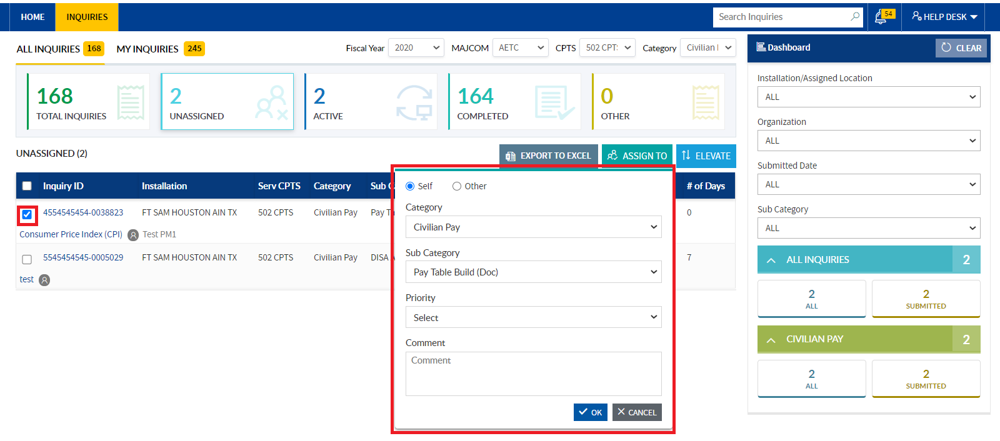 HOME
INQUIRIES
Search Inquiries
54
HELP DESK
ALL INQUIRIES 168
MY INQUIRIES 245
Fiscal Year 2020
MAJCOM AETC
CPTS 502 CPT
Category Civilian
168
TOTAL INQUIRIES
2
UNASSIGNED
2
ACTIVE
164
COMPLETED
0
OTHER
UNASSIGNED (2)
EXPORT TO EXCEL
ASSIGN TO
ELEVATE
Inquiry ID Installation Serv CPTS Category Sub # of Days
4554545454-0038823 FT SAM HOUSTON AIN TX 502 CPTS Civilian Pay Pay 0
Consumer Price Index (CPI) Test PM1
5545454545-0005029 FT SAM HOUSTON AIN TX 502 CPTS Civilian Pay DISA 7
test
Self
Other
Category
Civilian Pay
Sub Category
Pay Table Build (Doc)
Priority
Select
Comment
Comment
OK
CANCEL
Dashboard
CLEAR
Installation/Assigned Location
ALL
Organization
ALL
Submitted Date
ALL
Sub Category
ALL
ALL INQUIRIES 2
2
ALL
2
SUBMITTED
CIVILIAN PAY 2
2
ALL
2
SUBMITTED